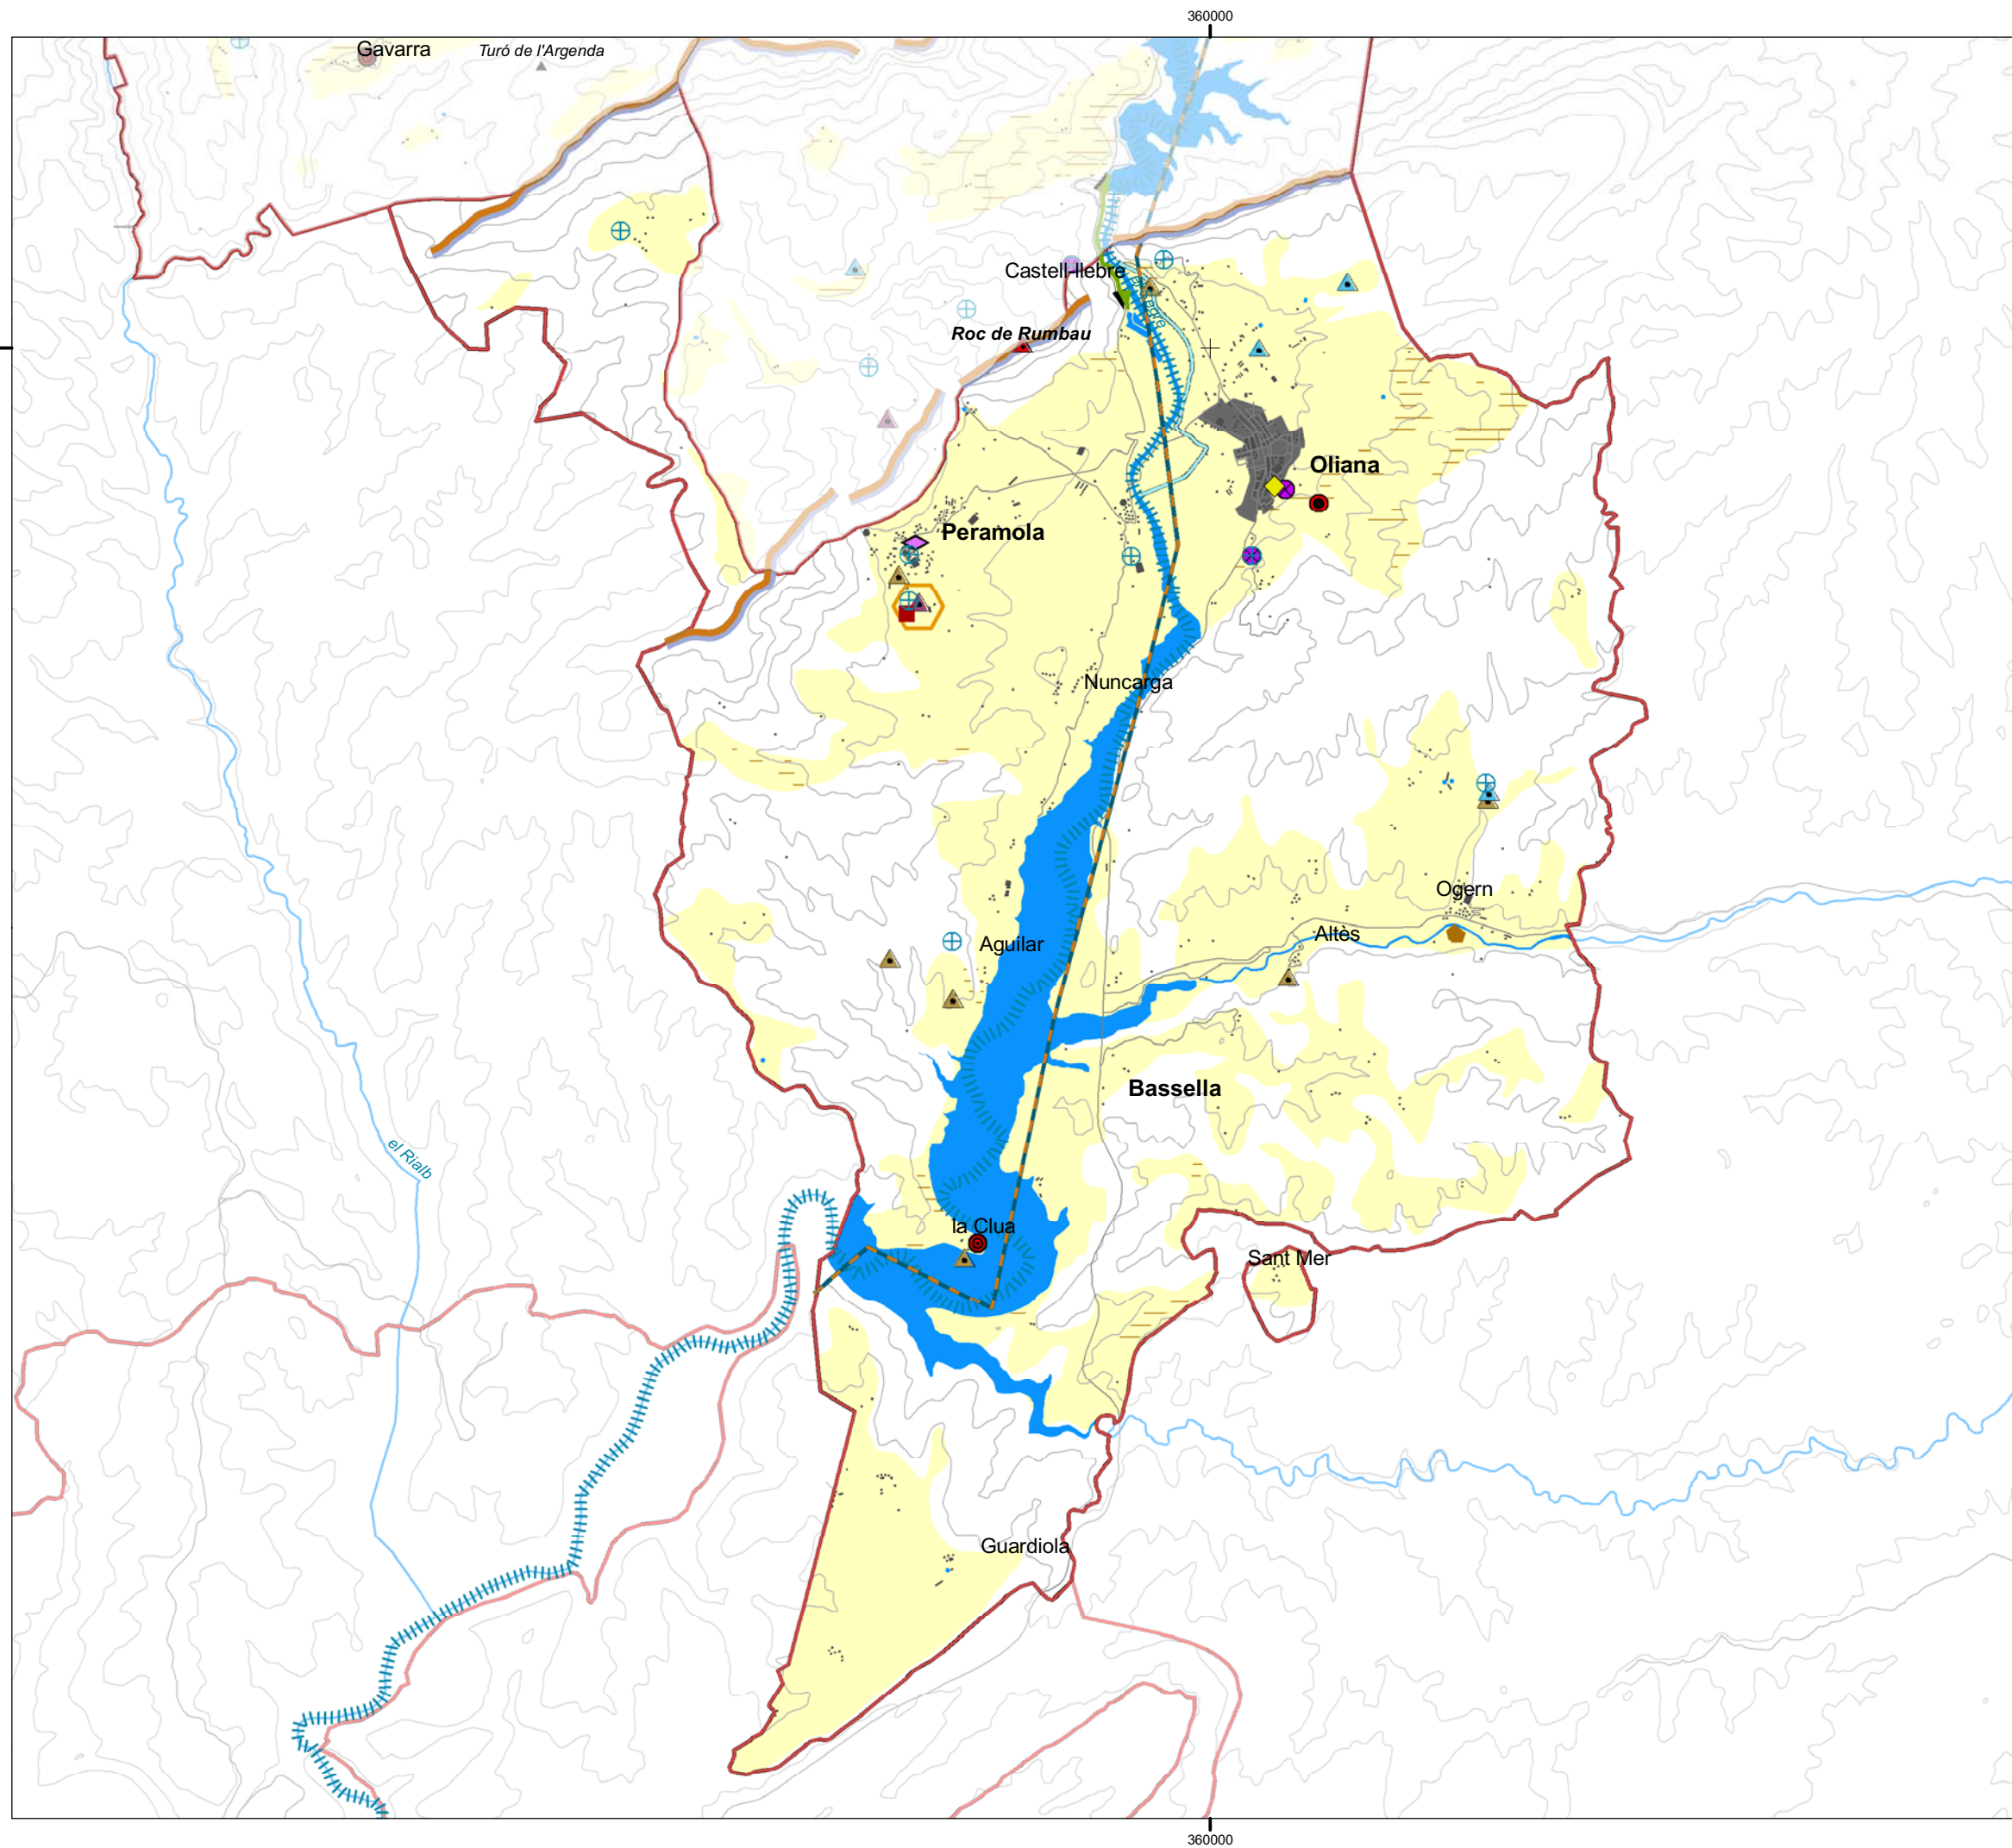 360000
Gavarra
Turó de l'Argenda
Castell-llebre
Roc de Rumbau
Oliana
Peramola
Nuncarga
Ogern
Altès
Aguilar
Bassella
el Rialb
la Clua
Sant Mer
Guardiola
360000